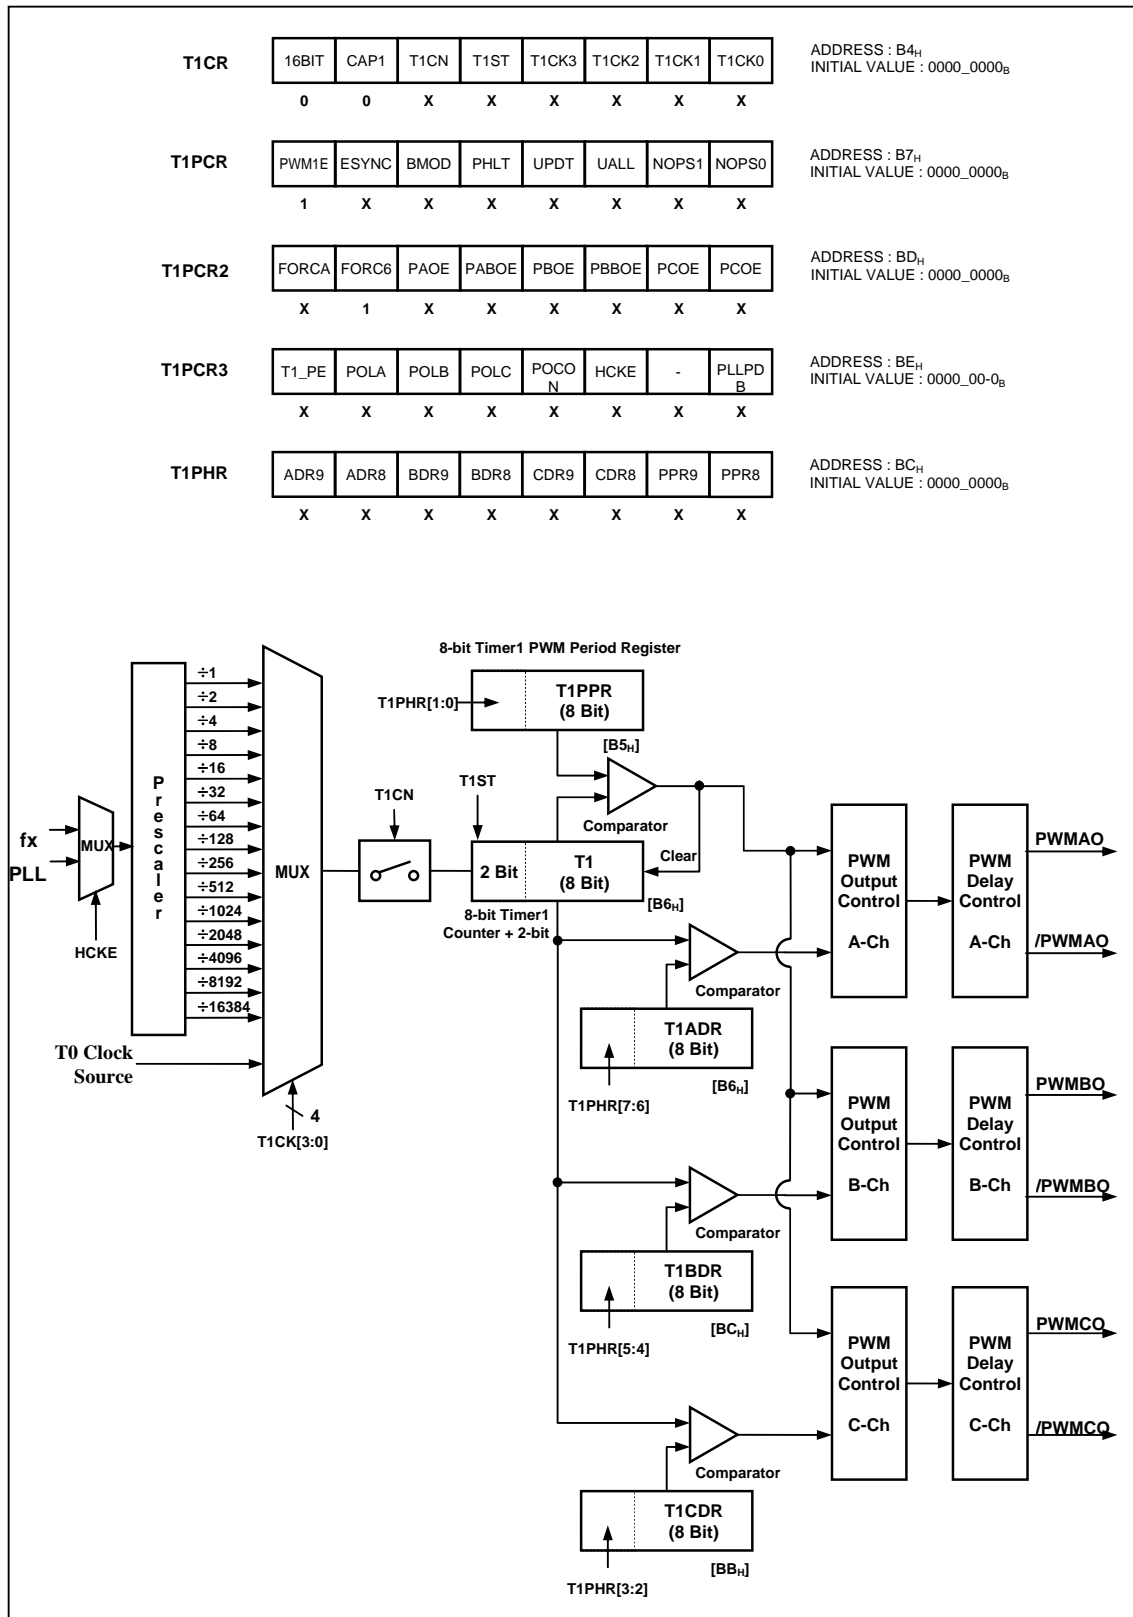 T1CR 16BIT CAP1 T1CN T1ST T1CK3 T1CK2 T1CK1 T1CK0 ADDRESS : B4H
INITIAL VALUE : 0000_0000B
0 0 X X X X X X
T1PCR PWM1E ESYNC BMOD PHLT UPDT UALL NOPS1 NOPS0 ADDRESS : B7H
INITIAL VALUE : 0000_0000B
1 X X X X X X X
T1PCR2 FORCA FORC6 PAOE PABOE PBOE PBBOE PCOE PCOE ADDRESS : BDH
INITIAL VALUE : 0000_0000B
X 1 X X X X X X
T1PCR3 T1_PE POLA POLB POLC POCO
N HCKE - PLLPD
B ADDRESS : BEH
INITIAL VALUE : 0000_00-0B
X X X X X X X X
T1PHR ADR9 ADR8 BDR9 BDR8 CDR9 CDR8 PPR9 PPR8 ADDRESS : BCH
INITIAL VALUE : 0000_0000B
X X X X X X X X
fx
PLL
MUX
HCKE
Prescaler
÷1
÷2
÷4
÷8
÷16
÷32
÷64
÷128
÷256
÷512
÷1024
÷2048
÷4096
÷8192
÷16384
T0 Clock
Source
MUX
4
T1CK[3:0]
T1CN
T1ST
8-bit Timer1 PWM Period Register
T1PHR[1:0]
T1PPR
(8 Bit)
[B5H]
Comparator
2 Bit
T1
(8 Bit)
Clear
[B6H]
8-bit Timer1
Counter + 2-bit
Comparator
T1ADR
(8 Bit)
[B6H]
T1PHR[7:6]
Comparator
T1BDR
(8 Bit)
[BCH]
T1PHR[5:4]
Comparator
T1CDR
(8 Bit)
[BBH]
T1PHR[3:2]
PWM
Output
Control
A-Ch
PWM
Delay
Control
A-Ch
PWMAO
/PWMAO
PWM
Output
Control
B-Ch
PWM
Delay
Control
B-Ch
PWMBO
/PWMBO
PWM
Output
Control
C-Ch
PWM
Delay
Control
C-Ch
PWMCO
/PWMCO